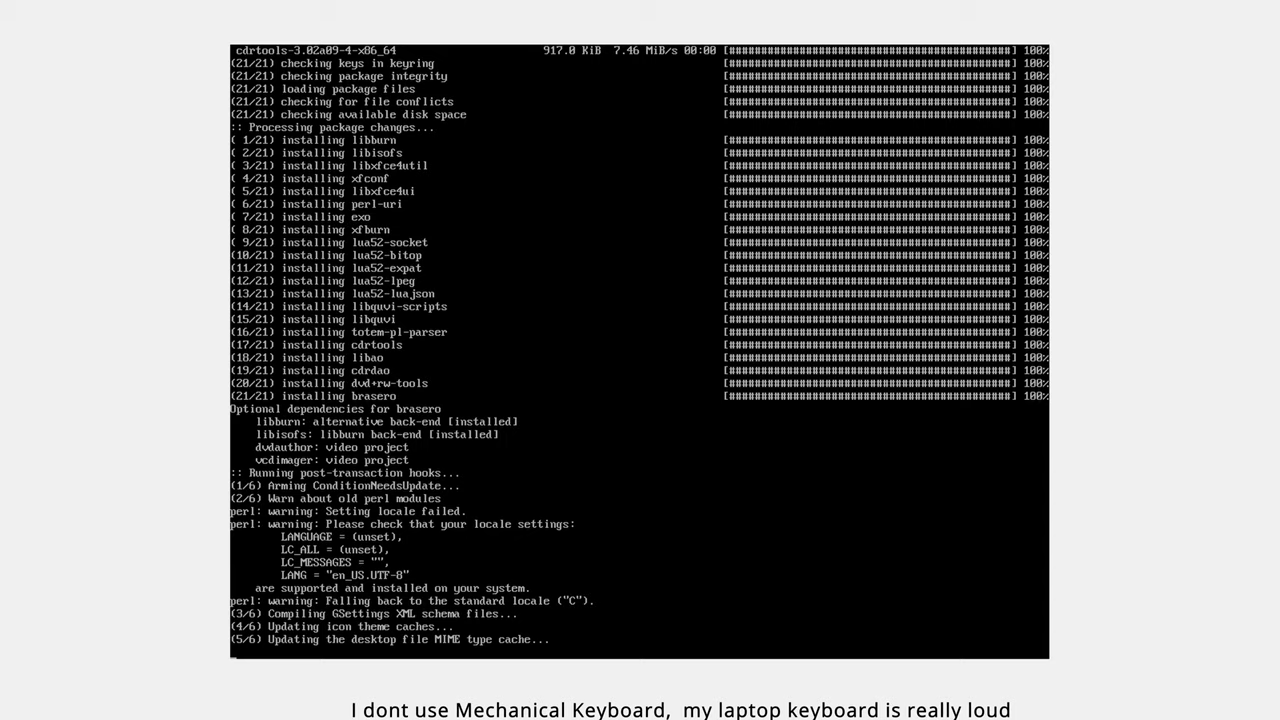 cdrtools-3.02a09-4-x86_64 917.0 KiB 7.46 MiB/s 00:00 [############################################] 100%
(21/21) checking keys in keyring [############################################] 100%
(21/21) checking package integrity [############################################] 100%
(21/21) loading package files [############################################] 100%
(21/21) checking for file conflicts [############################################] 100%
(21/21) checking available disk space [############################################] 100%
:: Processing package changes...
( 1/21) installing libburn [############################################] 100%
( 2/21) installing libisofs [############################################] 100%
( 3/21) installing libxfce4util [############################################] 100%
( 4/21) installing xfconf [############################################] 100%
( 5/21) installing libxfce4ui [############################################] 100%
( 6/21) installing perl-uri [############################################] 100%
( 7/21) installing exo [############################################] 100%
( 8/21) installing xfburn [############################################] 100%
( 9/21) installing lua52-socket [############################################] 100%
(10/21) installing lua52-bitop [############################################] 100%
(11/21) installing lua52-expat [############################################] 100%
(12/21) installing lua52-lpeg [############################################] 100%
(13/21) installing lua52-luajson [############################################] 100%
(14/21) installing libquvi-scripts [############################################] 100%
(15/21) installing libquvi [############################################] 100%
(16/21) installing totem-pl-parser [############################################] 100%
(17/21) installing cdrtools [############################################] 100%
(18/21) installing libao [############################################] 100%
(19/21) installing cdrdao [############################################] 100%
(20/21) installing dvd+rw-tools [############################################] 100%
(21/21) installing brasero [############################################] 100%
Optional dependencies for brasero
libburn: alternative back-end [installed]
libisofs: libburn back-end [installed]
dvdauthor: video project
vcdimager: video project
:: Running post-transaction hooks...
(1/6) Arming ConditionNeedsUpdate...
(2/6) Warn about old perl modules
perl: warning: Setting locale failed.
perl: warning: Please check that your locale settings:
LANGUAGE = (unset),
LC_ALL = (unset),
LC_MESSAGES = "",
LANG = "en_US.UTF-8"
are supported and installed on your system.
perl: warning: Falling back to the standard locale ("C").
(3/6) Compiling GSettings XML schema files...
(4/6) Updating icon theme caches...
(5/6) Updating the desktop file MIME type cache...
I dont use Mechanical Keyboard, my laptop keyboard is really loud